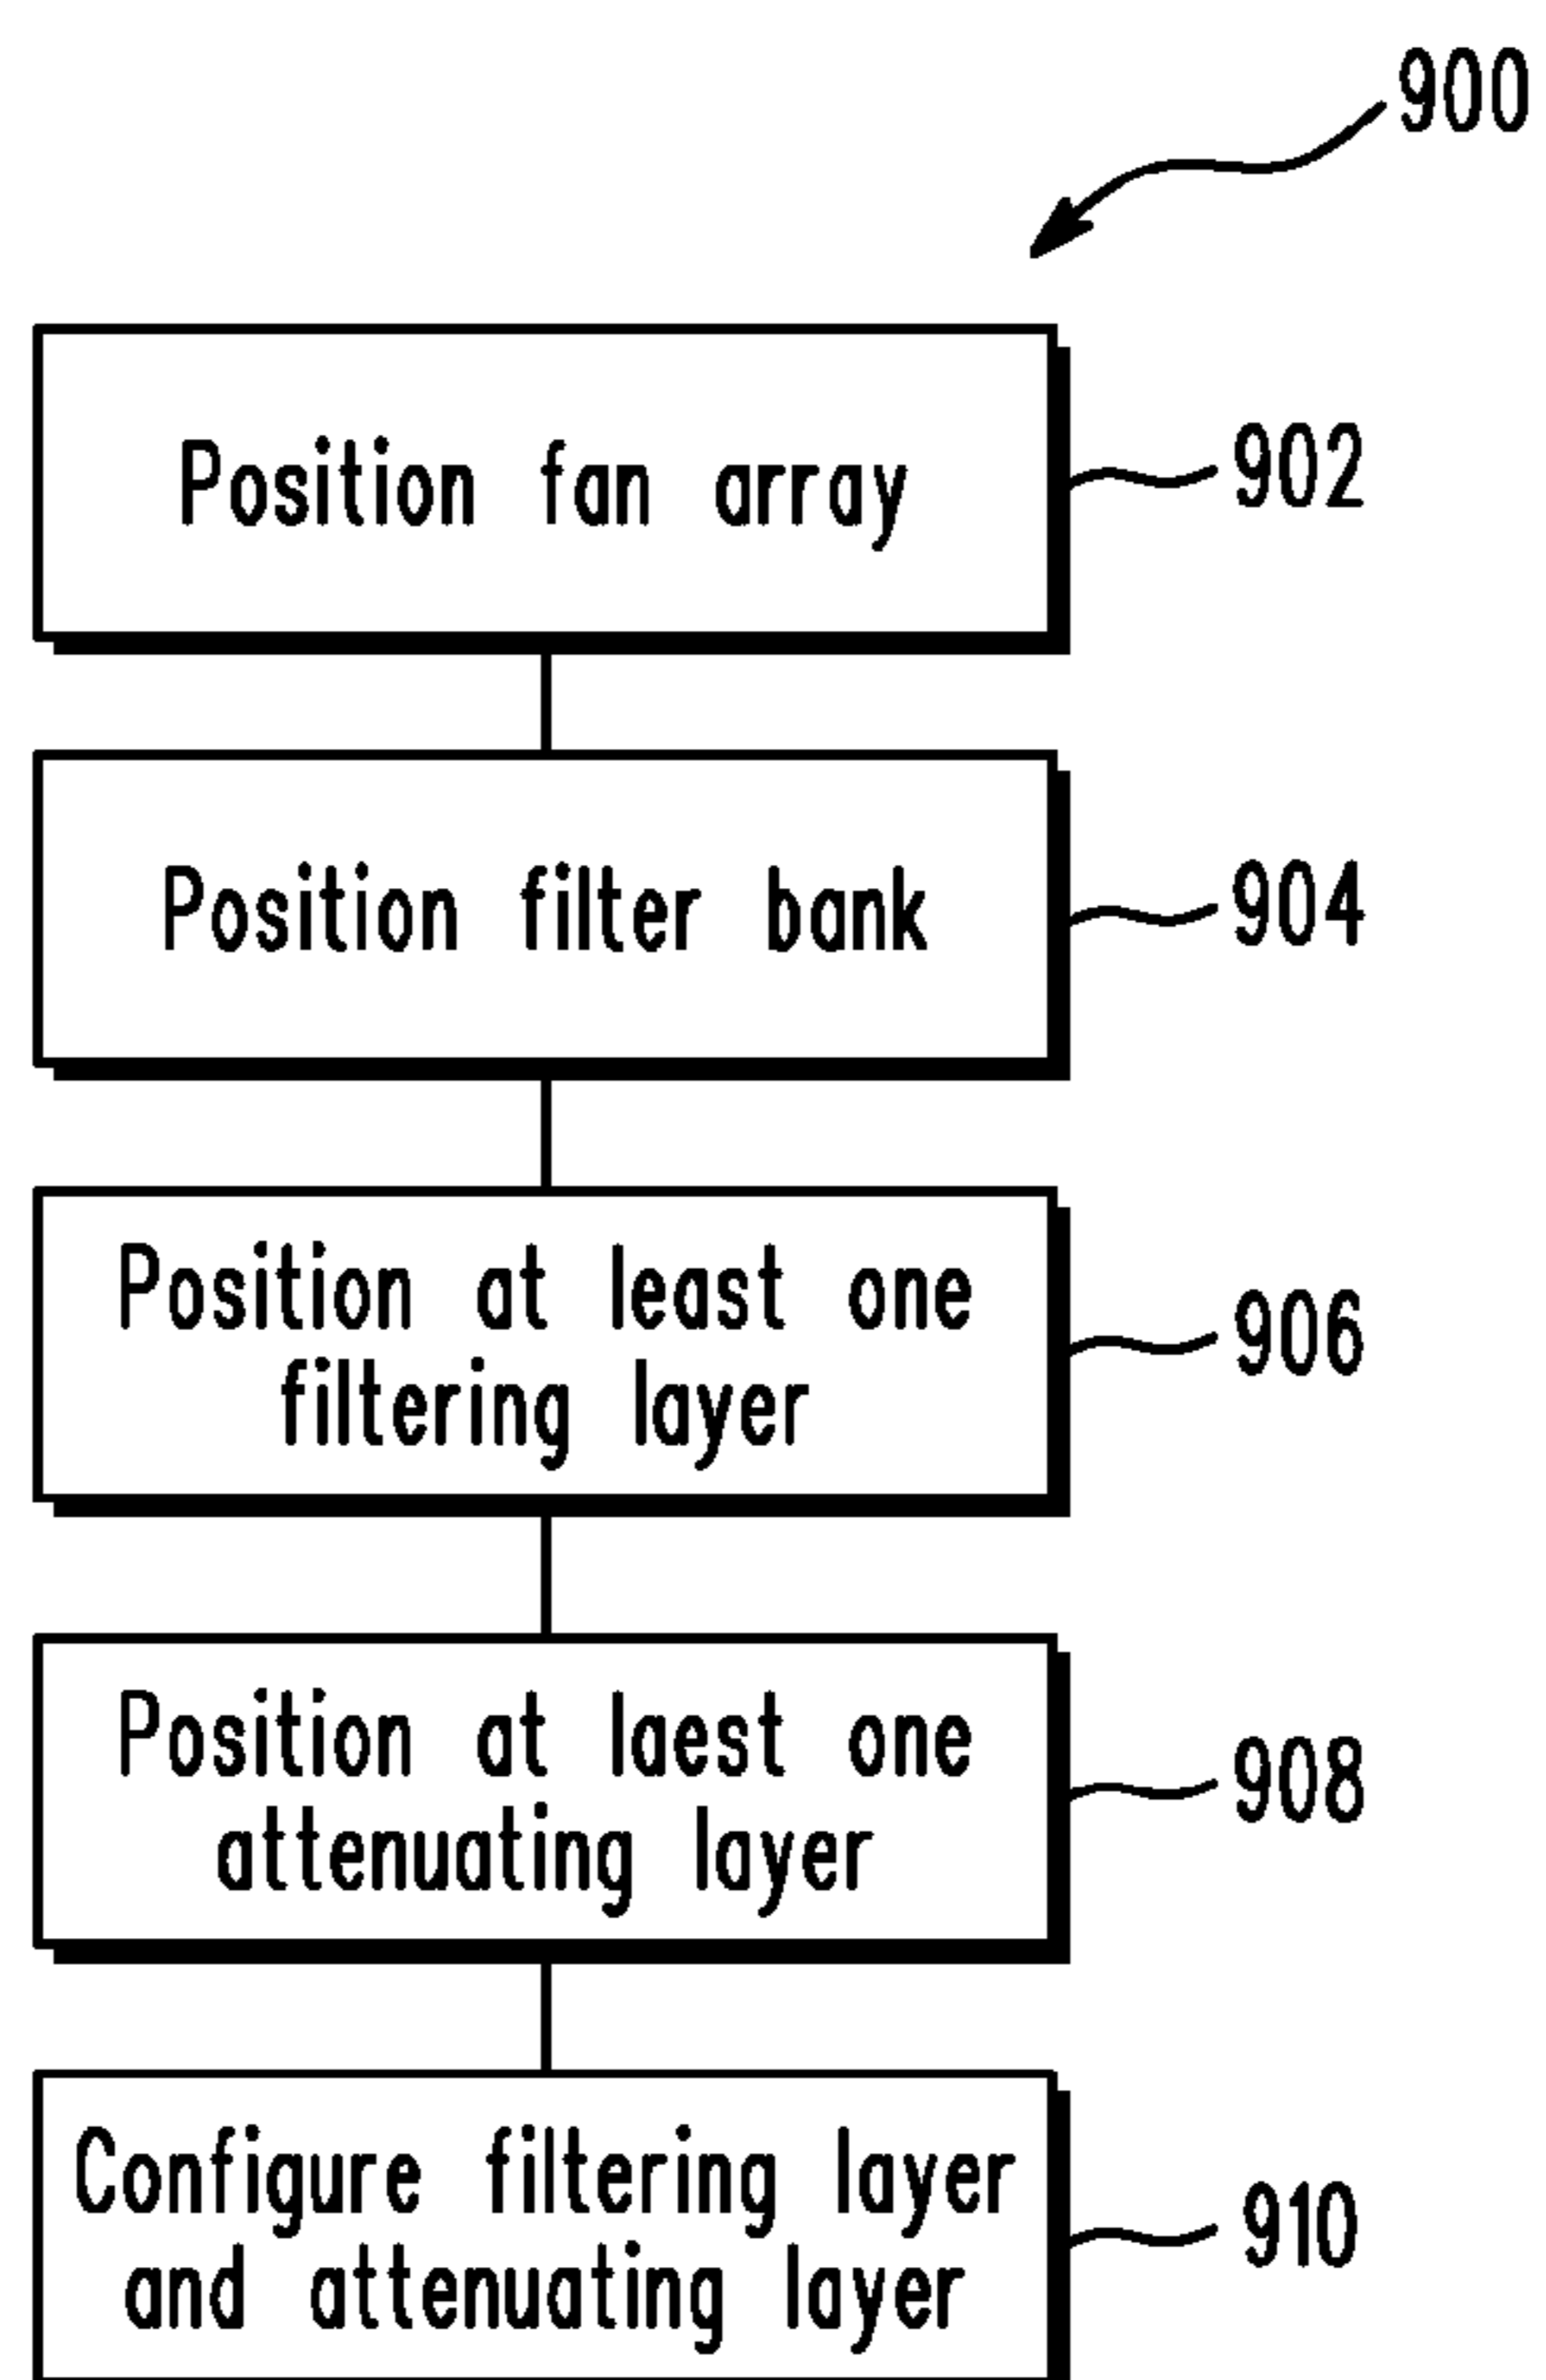 900
Position fan array
902
Position filter bank
904
Position at least one
filtering layer
906
Position at laest one
attenuating layer
908
Configure filtering layer
and attenuating layer
910